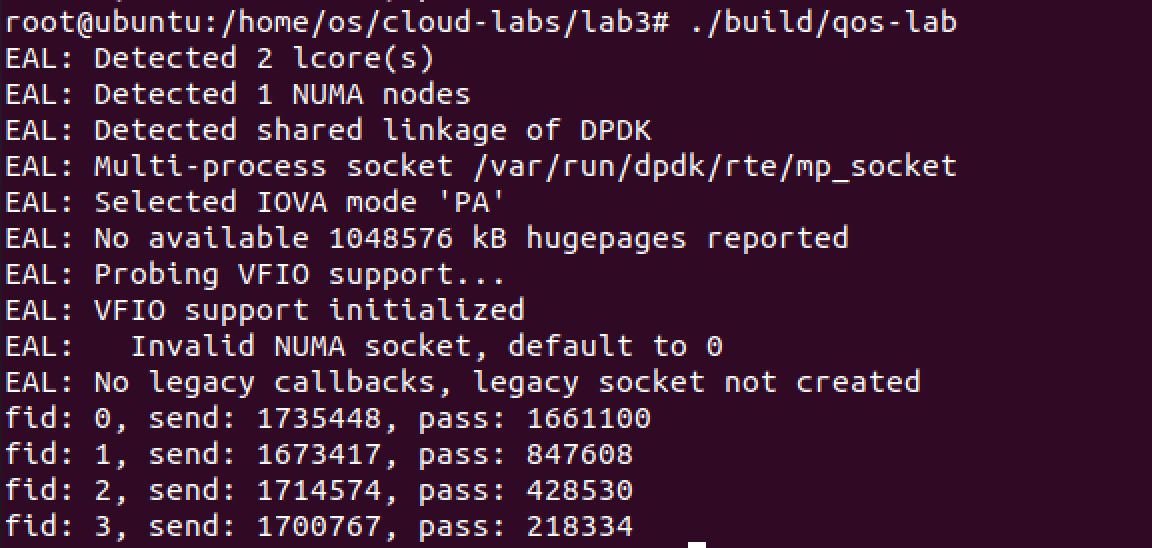 root@ubuntu:/home/os/cloud-labs/lab3# ./build/qos-lab
EAL: Detected 2 lcore(s)
EAL: Detected 1 NUMA nodes
EAL: Detected shared linkage of DPDK
EAL: Multi-process socket /var/run/dpdk/rte/mp_socket
EAL: Selected IOVA mode 'PA'
EAL: No available 1048576 kB hugepages reported
EAL: Probing VFIO support...
EAL: VFIO support initialized
EAL:   Invalid NUMA socket, default to 0
EAL: No legacy callbacks, legacy socket not created
fid: 0, send: 1735448, pass: 1661100
fid: 1, send: 1673417, pass: 847608
fid: 2, send: 1714574, pass: 428530
fid: 3, send: 1700767, pass: 218334